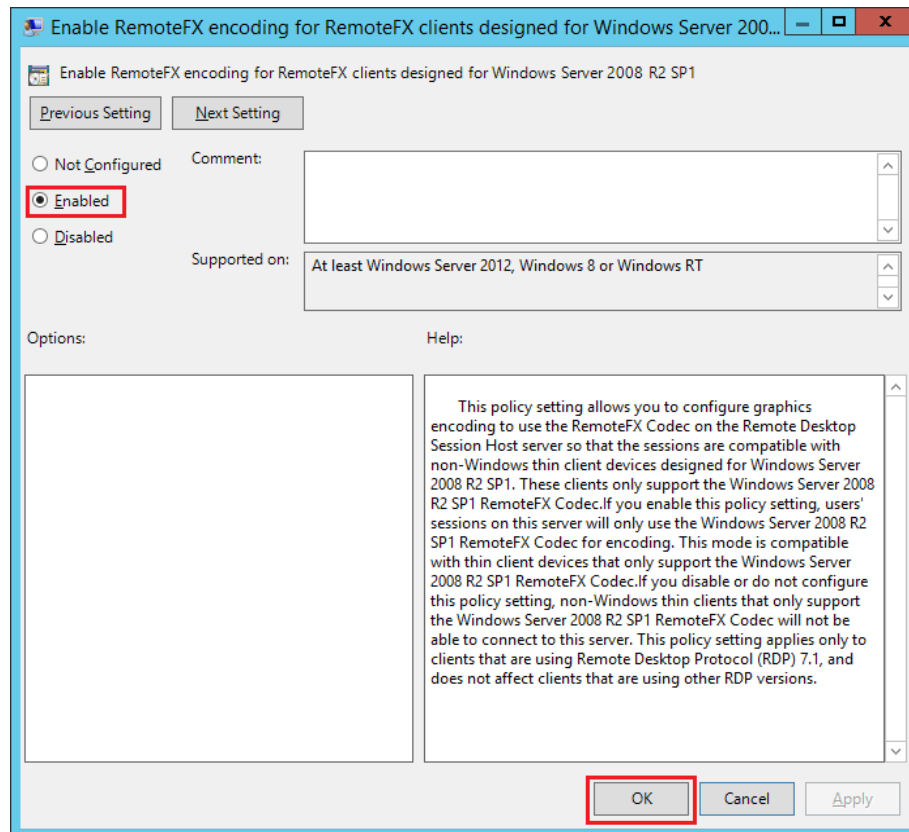 Enable RemoteFX encoding for RemoteFX clients designed for Windows Server 200...
Enable RemoteFX encoding for RemoteFX clients designed for Windows Server 2008 R2 SP1
Previous Setting
Next Setting
Not Configured
Comment:
Enabled
Disabled
Supported on:
At least Windows Server 2012, Windows 8 or Windows RT
Options:
Help:
This policy setting allows you to configure graphics
encoding to use the RemoteFX Codec on the Remote Desktop
Session Host server so that the sessions are compatible with
non-Windows thin client devices designed for Windows Server
2008 R2 SP1. These clients only support the Windows Server 2008
R2 SP1 RemoteFX Codec.If you enable this policy setting, users'
sessions on this server will only use the Windows Server 2008 R2
SP1 RemoteFX Codec for encoding. This mode is compatible
with thin client devices that only support the Windows Server
2008 R2 SP1 RemoteFX Codec.If you disable or do not configure
this policy setting, non-Windows thin clients that only support
the Windows Server 2008 R2 SP1 RemoteFX Codec will not be
able to connect to this server. This policy setting applies only to
clients that are using Remote Desktop Protocol (RDP) 7.1, and
does not affect clients that are using other RDP versions.
OK
Cancel
Apply